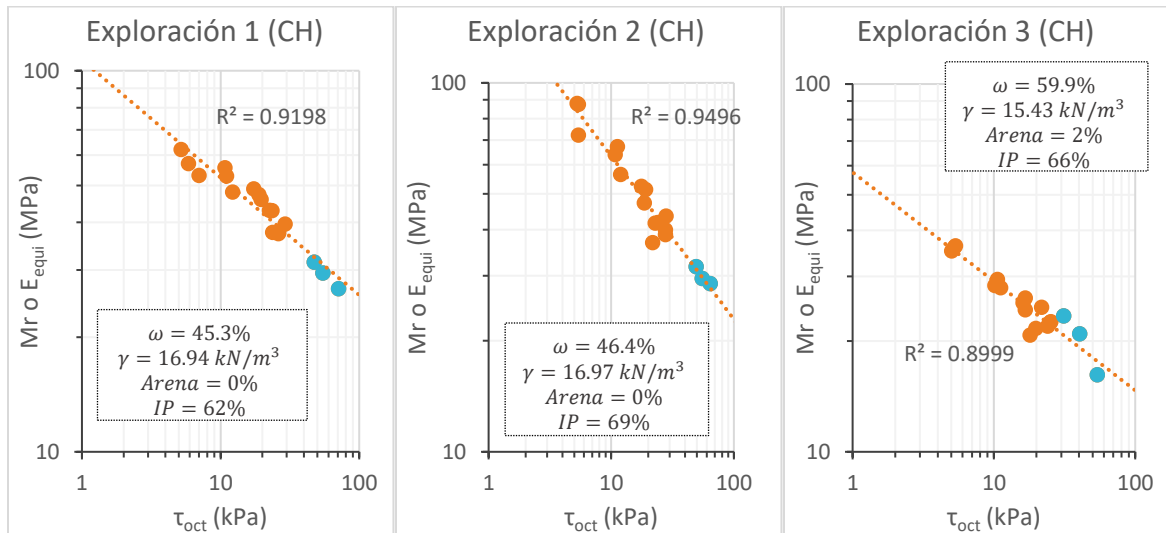 Exploración 1 (CH)
100
10
Mr o E_equi (MPa)
R² = 0.9198
ω = 45.3%
γ = 16.94 kN/m³
Arena = 0%
IP = 62%
1
10
100
τ_oct (kPa)
Exploración 2 (CH)
100
10
Mr o E_equi (MPa)
R² = 0.9496
ω = 46.4%
γ = 16.97 kN/m³
Arena = 0%
IP = 69%
1
10
100
τ_oct (kPa)
Exploración 3 (CH)
100
10
Mr o E_equi (MPa)
ω = 59.9%
γ = 15.43 kN/m³
Arena = 2%
IP = 66%
R² = 0.8999
1
10
100
τ_oct (kPa)